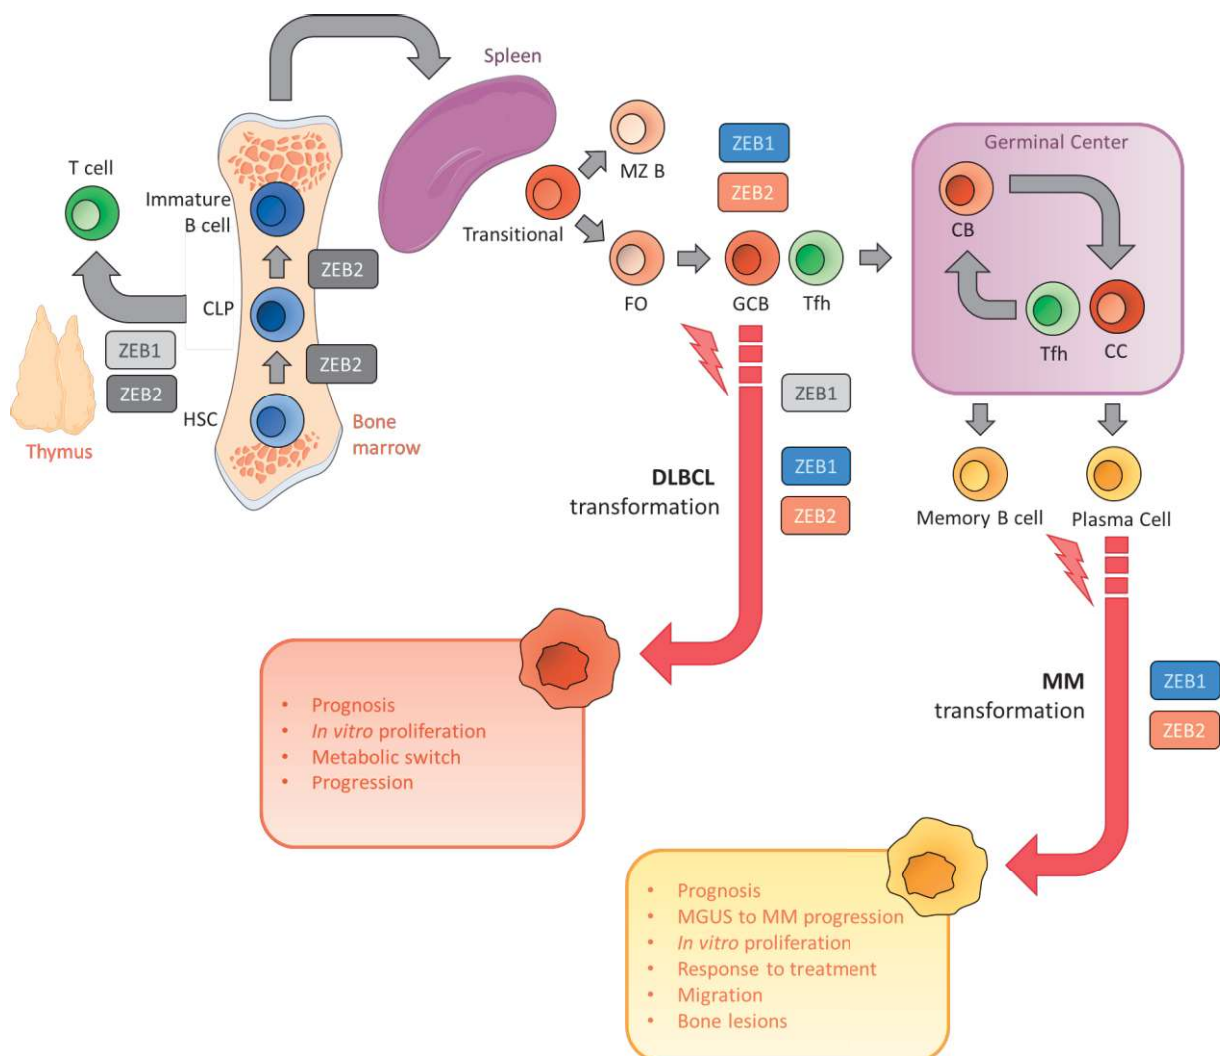 Spleen
T cell
Immature
B cell
ZEB2
CLP
ZEB1
ZEB2
ZEB2
HSC
Bone
marrow
Thymus
Transitional
MZ B
FO
ZEB1
ZEB2
GCB
Tfh
Germinal Center
CB
Tfh
CC
Memory B cell
Plasma Cell
ZEB1
ZEB1
ZEB2
DLBCL
transformation
• Prognosis
• In vitro proliferation
• Metabolic switch
• Progression
MM
transformation
ZEB1
ZEB2
• Prognosis
• MGUS to MM progression
• In vitro proliferation
• Response to treatment
• Migration
• Bone lesions